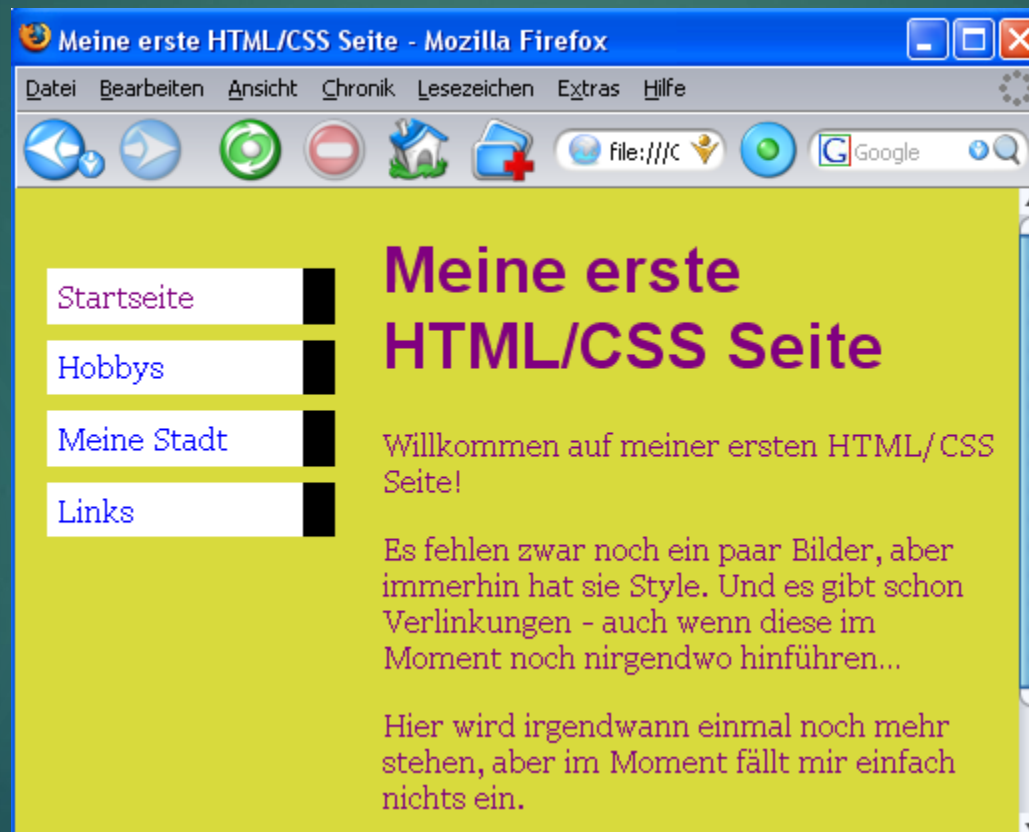 Meine erste HTML/CSS Seite - Mozilla Firefox
Datei Bearbeiten Ansicht Chronik Lesezeichen Extras Hilfe
file:///C G Google
Startseite
Hobbys
Meine Stadt
Links
Meine erste
HTML/CSS Seite
Willkommen auf meiner ersten HTML/CSS
Seite!
Es fehlen zwar noch ein paar Bilder, aber
immerhin hat sie Style. Und es gibt schon
Verlinkungen - auch wenn diese im
Moment noch nirgendwo hinführen...
Hier wird irgendwann einmal noch mehr
stehen, aber im Moment fällt mir einfach
nichts ein.